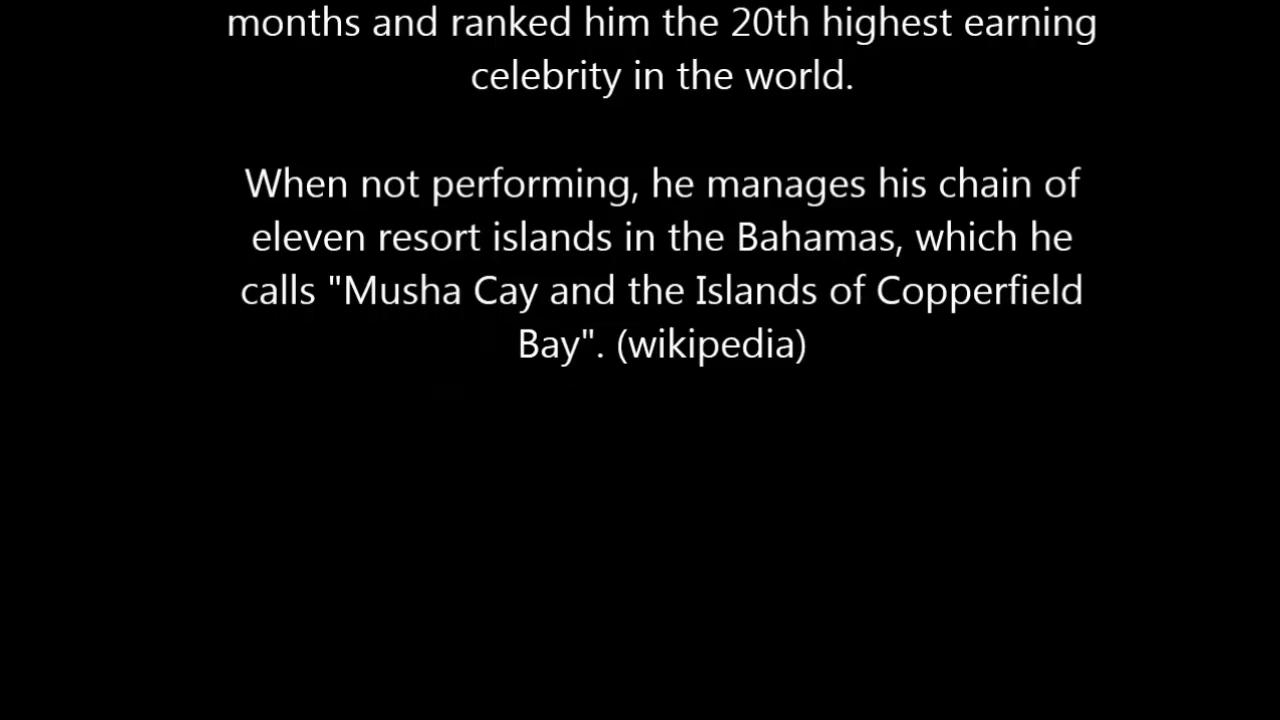 months and ranked him the 20th highest earning
celebrity in the world.
When not performing, he manages his chain of
eleven resort islands in the Bahamas, which he
calls "Musha Cay and the Islands of Copperfield
Bay". (wikipedia)